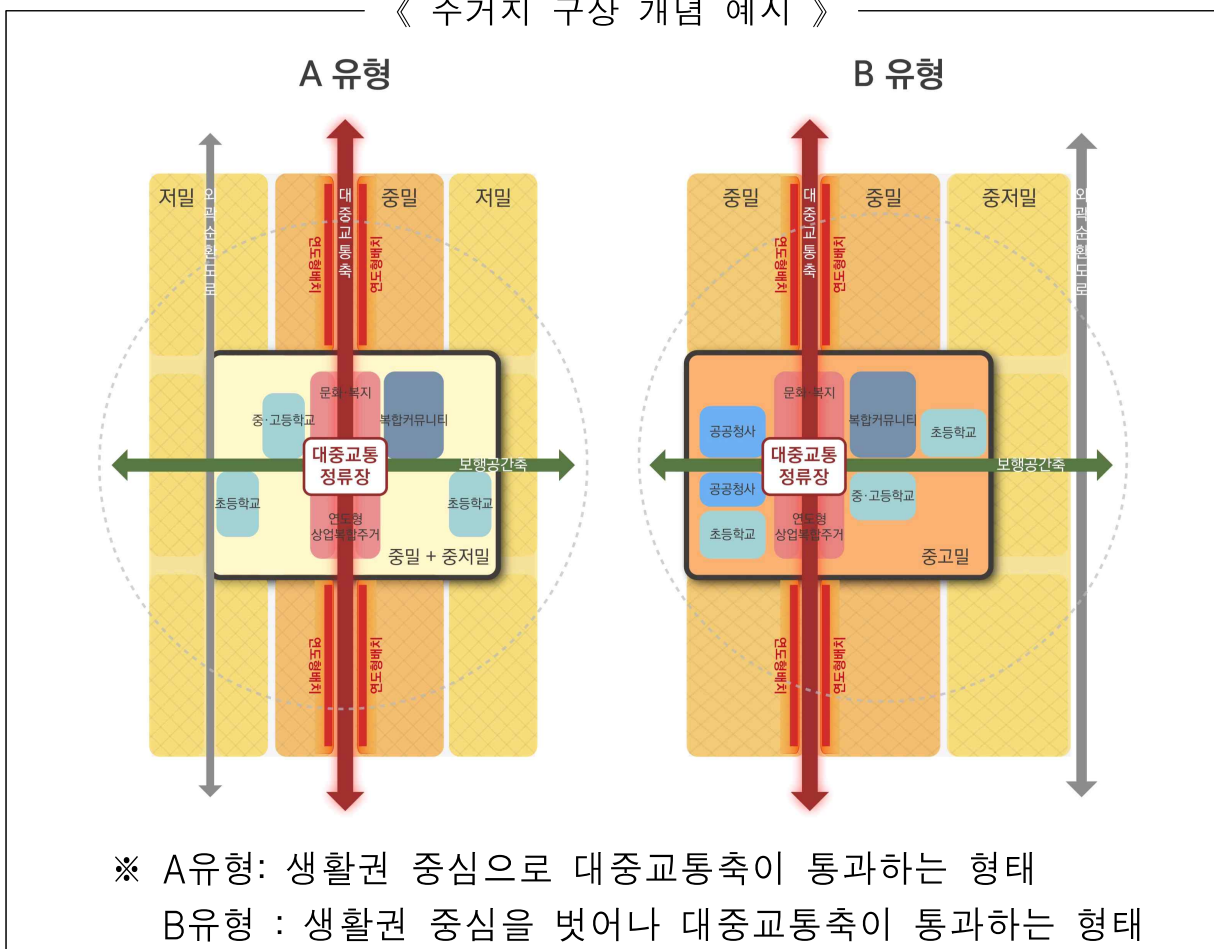 《 주거지 구상 개념 예시 》
A 유형
저밀
외곽순환도로
대중교통축
중밀
저밀
연도형배치
연도형배치
문화·복지
중·고등학교
복합커뮤니티
대중교통
정류장
보행공간축
초등학교
초등학교
연도형
상업복합주거
중밀 + 중저밀
연도형배치
연도형배치
B 유형
중밀
대중교통축
중밀
중저밀
외곽순환도로
연도형배치
연도형배치
문화·복지
공공청사
복합커뮤니티
초등학교
대중교통
정류장
보행공간축
공공청사
중·고등학교
초등학교
연도형
상업복합주거
중고밀
연도형배치
연도형배치
※ A유형: 생활권 중심으로 대중교통축이 통과하는 형태
B유형 : 생활권 중심을 벗어나 대중교통축이 통과하는 형태